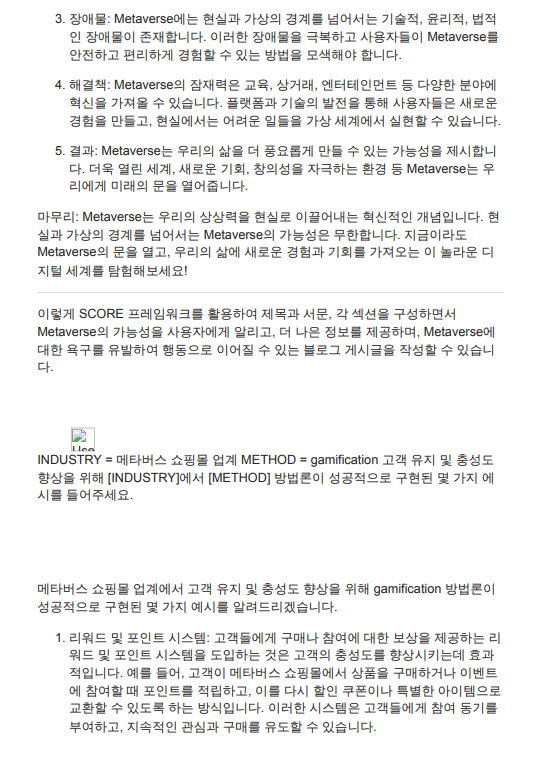 3. 장애물: Metaverse에는 현실과 가상의 경계를 넘어서는 기술적, 윤리적, 법적
인 장애물이 존재합니다. 이러한 장애물을 극복하고 사용자들이 Metaverse를
안전하고 편리하게 경험할 수 있는 방법을 모색해야 합니다.
4. 해결책: Metaverse의 잠재력은 교육, 상거래, 엔터테인먼트 등 다양한 분야에
혁신을 가져올 수 있습니다. 플랫폼과 기술의 발전을 통해 사용자들은 새로운
경험을 만들고, 현실에서는 어려운 일들을 가상 세계에서 실현할 수 있습니다.
5. 결과: Metaverse는 우리의 삶을 더 풍요롭게 만들 수 있는 가능성을 제시합니
다. 더욱 열린 세계, 새로운 기회, 창의성을 자극하는 환경 등 Metaverse는 우
리에게 미래의 문을 열어줍니다.
마무리: Metaverse는 우리의 상상력을 현실로 이끌어내는 혁신적인 개념입니다. 현
실과 가상의 경계를 넘어서는 Metaverse의 가능성은 무한합니다. 지금이라도
Metaverse의 문을 열고, 우리의 삶에 새로운 경험과 기회를 가져오는 이 놀라운 디
지털 세계를 탐험해보세요!
이렇게 SCORE 프레임워크를 활용하여 제목과 서문, 각 섹션을 구성하면서
Metaverse의 가능성을 사용자에게 알리고, 더 나은 정보를 제공하며, Metaverse에
대한 욕구를 유발하여 행동으로 이어질 수 있는 블로그 게시글을 작성할 수 있습니
다.
Use
INDUSTRY = 메타버스 쇼핑몰 업계 METHOD = gamification 고객 유지 및 충성도
향상을 위해 [INDUSTRY]에서 [METHOD] 방법론이 성공적으로 구현된 몇 가지 예
시를 들어주세요.
메타버스 쇼핑몰 업계에서 고객 유지 및 충성도 향상을 위해 gamification 방법론이
성공적으로 구현된 몇 가지 예시를 알려드리겠습니다.
1. 리워드 및 포인트 시스템: 고객들에게 구매나 참여에 대한 보상을 제공하는 리
워드 및 포인트 시스템을 도입하는 것은 고객의 충성도를 향상시키는데 효과
적입니다. 예를 들어, 고객이 메타버스 쇼핑몰에서 상품을 구매하거나 이벤트
에 참여할 때 포인트를 적립하고, 이를 다시 할인 쿠폰이나 특별한 아이템으로
교환할 수 있도록 하는 방식입니다. 이러한 시스템은 고객들에게 참여 동기를
부여하고, 지속적인 관심과 구매를 유도할 수 있습니다.